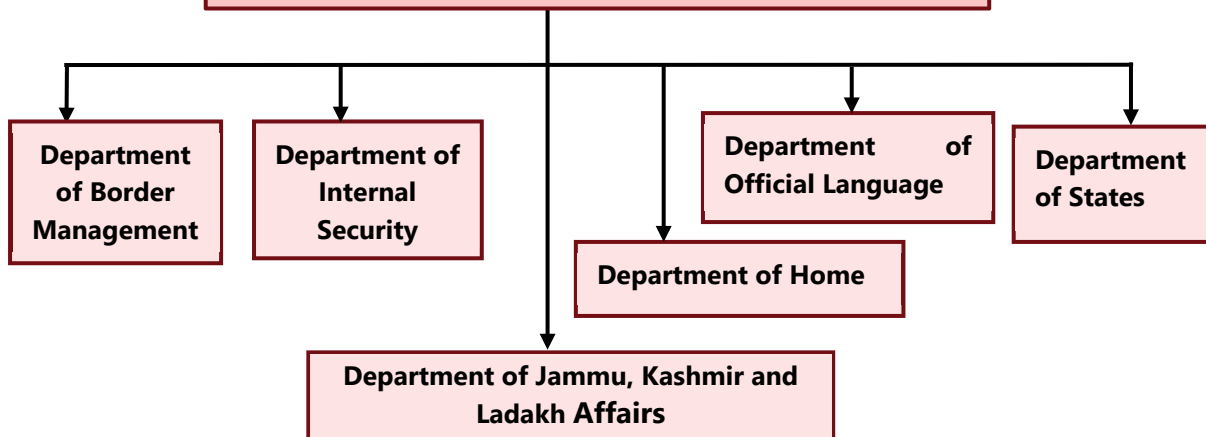 Department
of Border
Management
Department of
Internal
Security
Department of
Official Language
Department
of States
Department of Home
Department of Jammu, Kashmir and
Ladakh Affairs